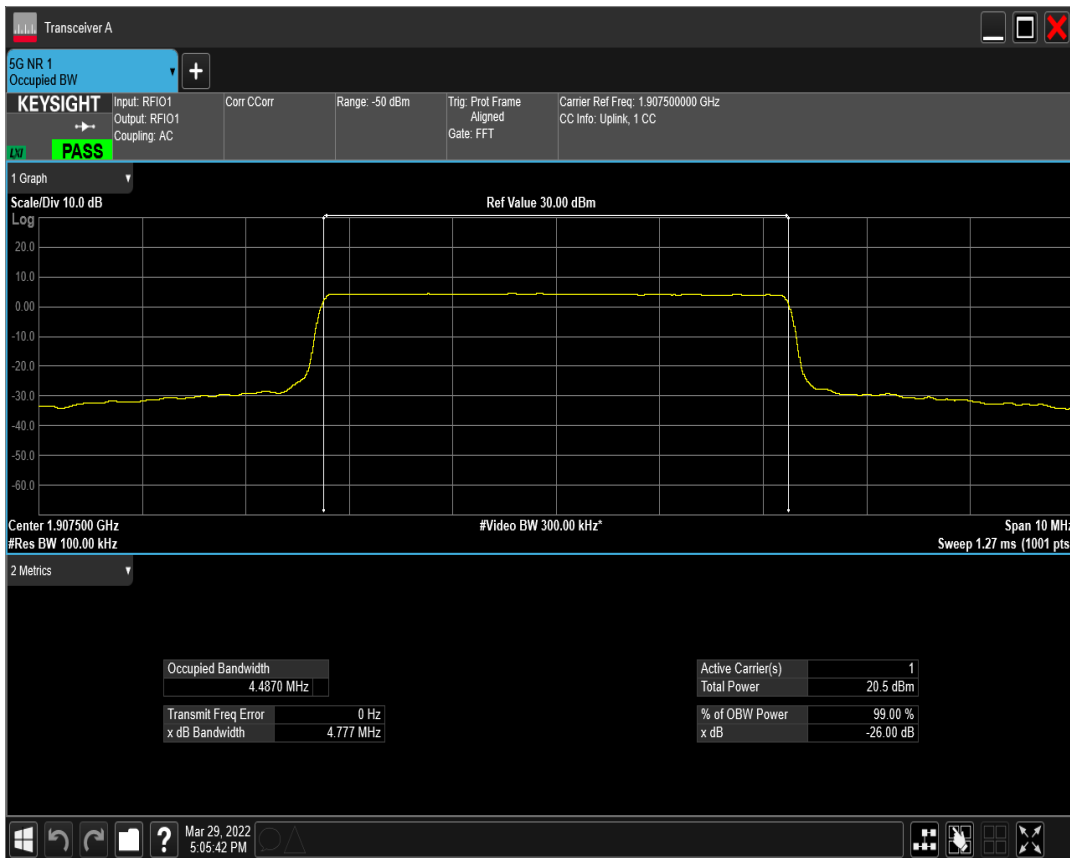 Transceiver A
5G NR 1
Occupied BW
+
KEYSIGHT
LXI
PASS
Input: RFIO1
Output: RFIO1
Coupling: AC
Corr CCorr
Range: -50 dBm
Trig: Prot Frame
Aligned
Gate: FFT
Carrier Ref Freq: 1.907500000 GHz
CC Info: Uplink, 1 CC
1 Graph
Scale/Div 10.0 dB
Ref Value 30.00 dBm
Log
20.0
10.0
0.00
-10.0
-20.0
-30.0
-40.0
-50.0
-60.0
Center 1.907500 GHz
#Video BW 300.00 kHz*
Span 10 MHz
#Res BW 100.00 kHz
Sweep 1.27 ms (1001 pts
2 Metrics
Occupied Bandwidth
4.4870 MHz
Transmit Freq Error 0 Hz
x dB Bandwidth 4.777 MHz
Active Carrier(s) 1
Total Power 20.5 dBm
% of OBW Power 99.00 %
x dB -26.00 dB
?
Mar 29, 2022
5:05:42 PM